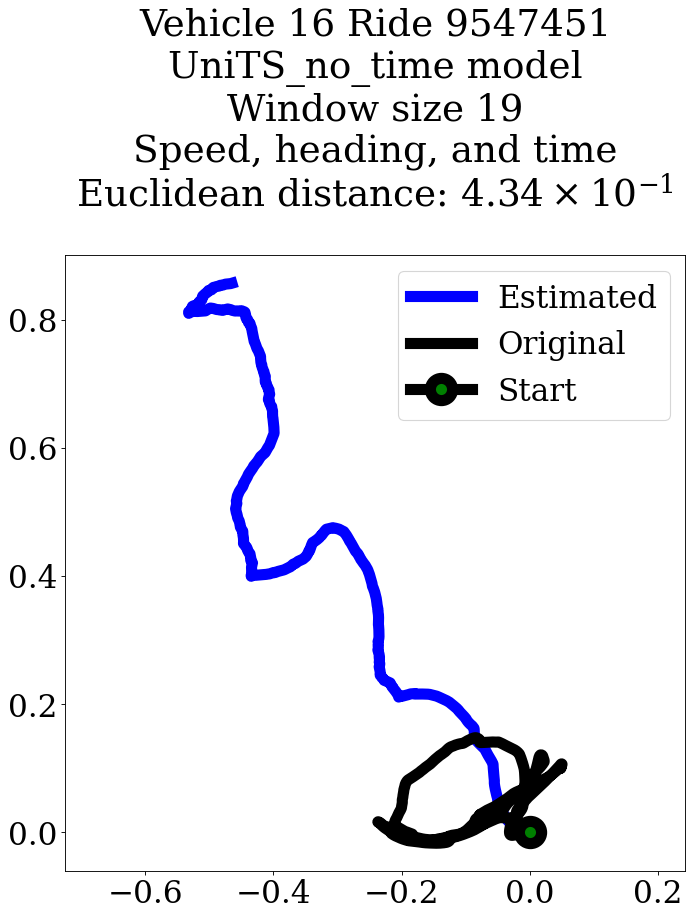 Vehicle 16 Ride 9547451
UniTS_no_time model
Window size 19
Speed, heading, and time
Euclidean distance: 4.34 × 10⁻¹
Estimated
Original
Start
0.8
0.6
0.4
0.2
0.0
−0.6 −0.4 −0.2 0.0 0.2